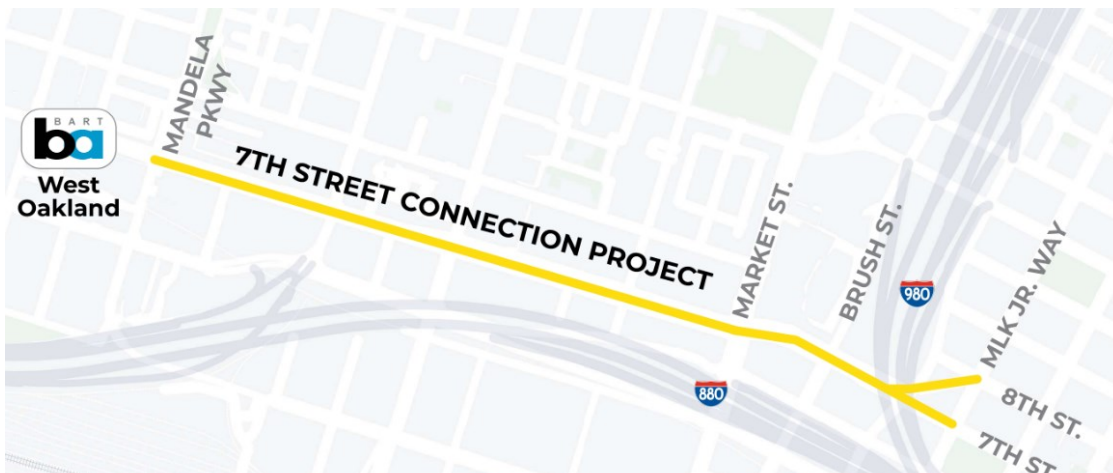 MANDELA
PKWY
BART
ba
West
Oakland
7TH STREET CONNECTION PROJECT
MARKET ST.
BRUSH ST.
980
MLK JR. WAY
880
8TH ST.
7TH ST.